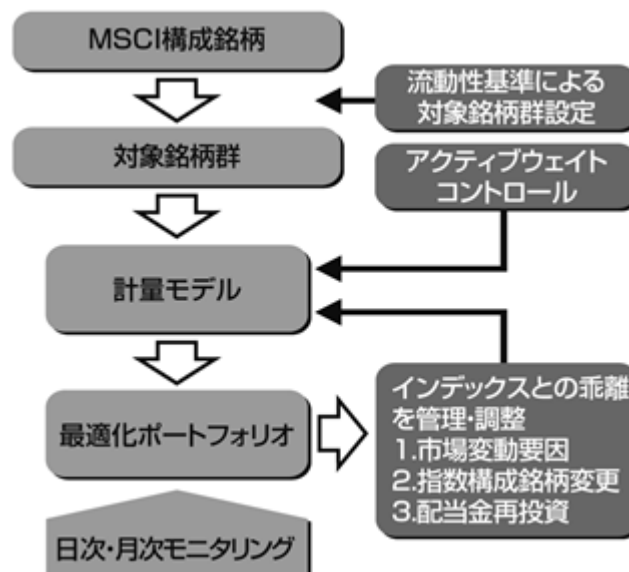 MSCI構成銘柄
流動性基準による
対象銘柄群設定
対象銘柄群
アクティブウェイト
コントロール
計量モデル
最適化ポートフォリオ
インデックスとの乖離
を管理・調整
1.市場変動要因
2.指数構成銘柄変更
3.配当金再投資
日次・月次モニタリング